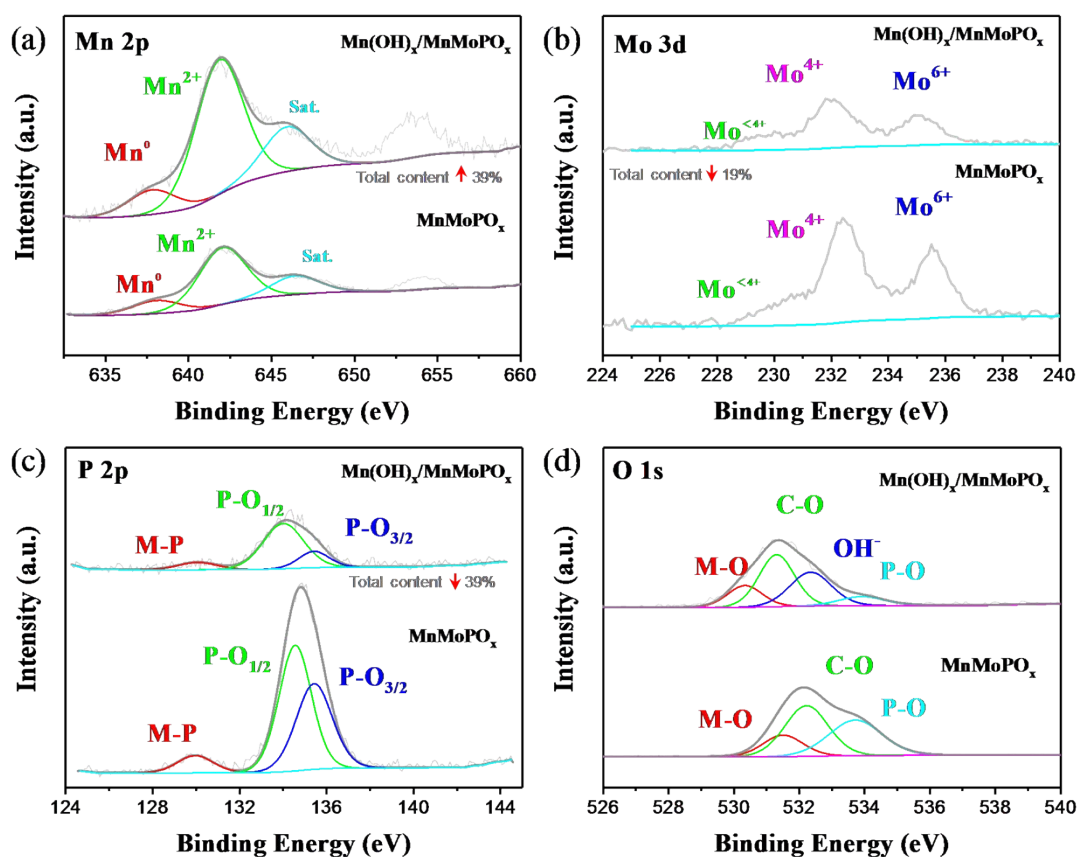 (a)
Mn 2p
Mn(OH)ₓ/MnMoPOₓ
Mn²⁺
Sat.
Mn⁰
Total content ↑ 39%
MnMoPOₓ
Mn²⁺
Sat.
Mn⁰
Intensity (a.u.)
635 640 645 650 655 660
Binding Energy (eV)
(b)
Mo 3d
Mn(OH)ₓ/MnMoPOₓ
Mo⁴⁺
Mo⁶⁺
Mo^<4+
Total content ↓ 19%
MnMoPOₓ
Mo⁶⁺
Mo⁴⁺
Mo^<4+
Intensity (a.u.)
224 226 228 230 232 234 236 238 240
Binding Energy (eV)
(c)
P 2p
Mn(OH)ₓ/MnMoPOₓ
P-O₁/₂
P-O₃/₂
M-P
Total content ↓ 39%
MnMoPOₓ
P-O₁/₂
P-O₃/₂
M-P
Intensity (a.u.)
124 128 132 136 140 144
Binding Energy (eV)
(d)
O 1s
Mn(OH)ₓ/MnMoPOₓ
C-O
OH⁻
M-O
P-O
MnMoPOₓ
C-O
P-O
M-O
Intensity (a.u.)
526 528 530 532 534 536 538 540
Binding Energy (eV)